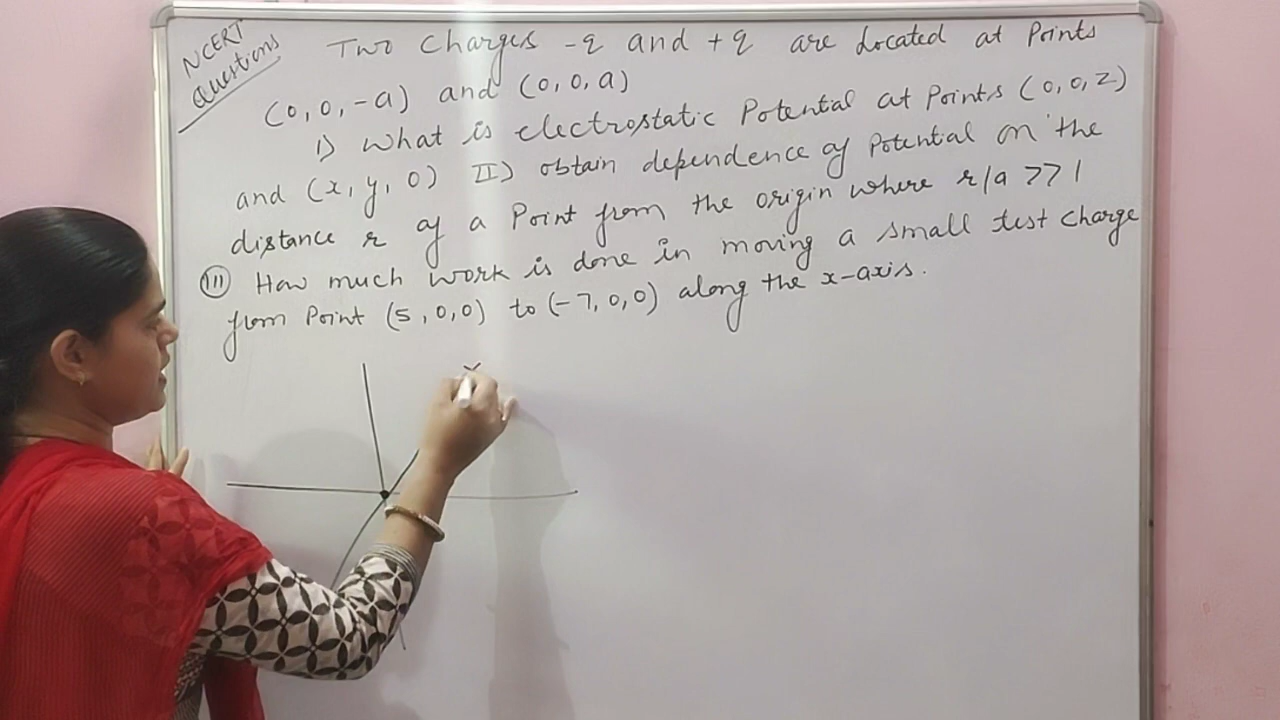 NCERT
Questions
Two Charges -q and +q are Located at Points
(0, 0, -a) and (0, 0, a)
I) What is electrostatic Potential at Points (0, 0, z)
and (x, y, 0) II) obtain dependence of Potential on the
distance r of a Point from the origin where r/a >> 1
(III) How much work is done in moving a small test charge
from Point (5, 0, 0) to (-7, 0, 0) along the x-axis.